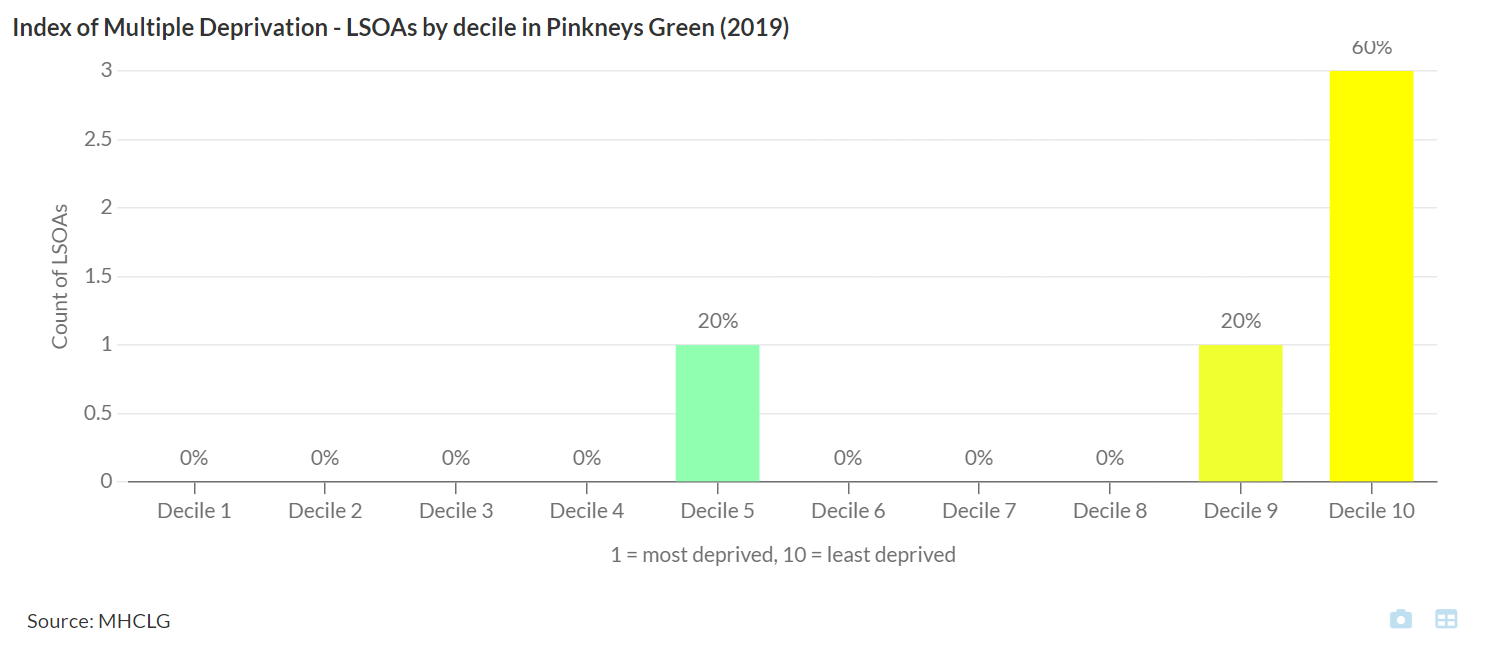 Index of Multiple Deprivation - LSOAs by decile in Pinkneys Green (2019)
60%
3
2.5
2
1.5
1
0.5
0
Count of LSOAs
20%
20%
0% 0% 0% 0% 0% 0% 0%
Decile 1 Decile 2 Decile 3 Decile 4 Decile 5 Decile 6 Decile 7 Decile 8 Decile 9 Decile 10
1 = most deprived, 10 = least deprived
Source: MHCLG